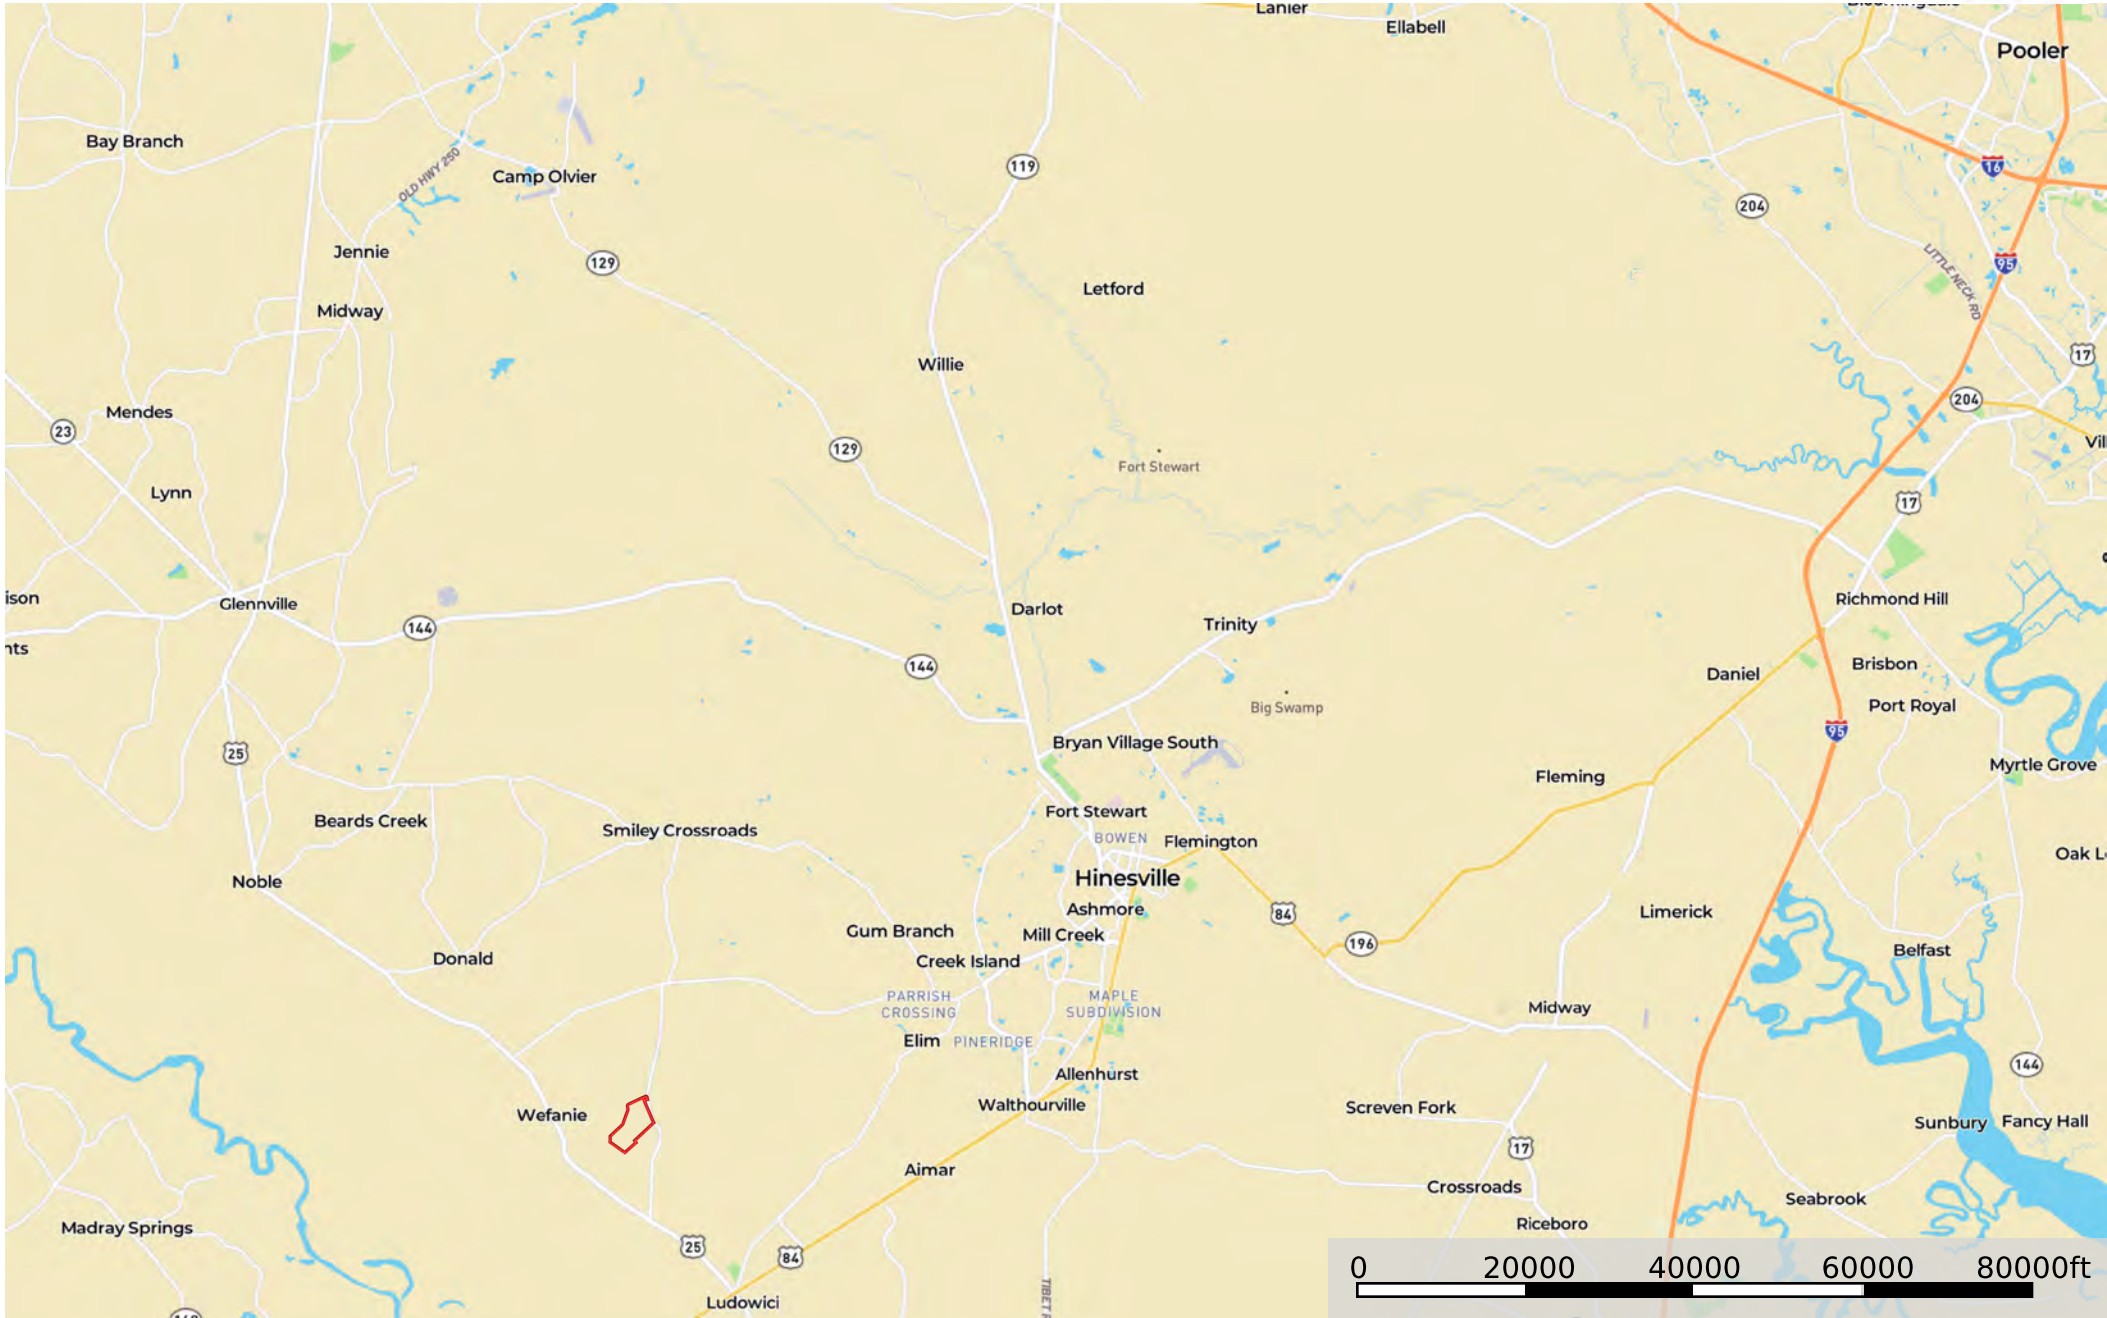 Lanier
Ellabell
Pooler
Bay Branch
OLD HWY 250
Camp Olvier
119
16
204
Jennie
129
LITTLE NECK RD
95
Letford
Midway
17
Willie
Mendes
204
23
129
Vil
Fort Stewart
Lynn
17
ison
Glennville
Darlot
Richmond Hill
144
Trinity
nts
144
Daniel
Brisbon
Big Swamp
Port Royal
25
Bryan Village South
95
Fleming
Myrtle Grove
Beards Creek
Smiley Crossroads
Fort Stewart
BOWEN
Flemington
Oak L
Noble
Hinesville
Ashmore
84
Limerick
Gum Branch
Mill Creek
196
Donald
Creek Island
Belfast
PARRISH
CROSSING
MAPLE
SUBDIVISION
Midway
Elim
PINERIDGE
144
Allenhurst
Wefanie
Walthourville
Screven Fork
Sunbury
Fancy Hall
17
Aimar
Crossroads
Seabrook
Madray Springs
Riceboro
25
84
Ludowici
TIBET
0 20000 40000 60000 80000ft